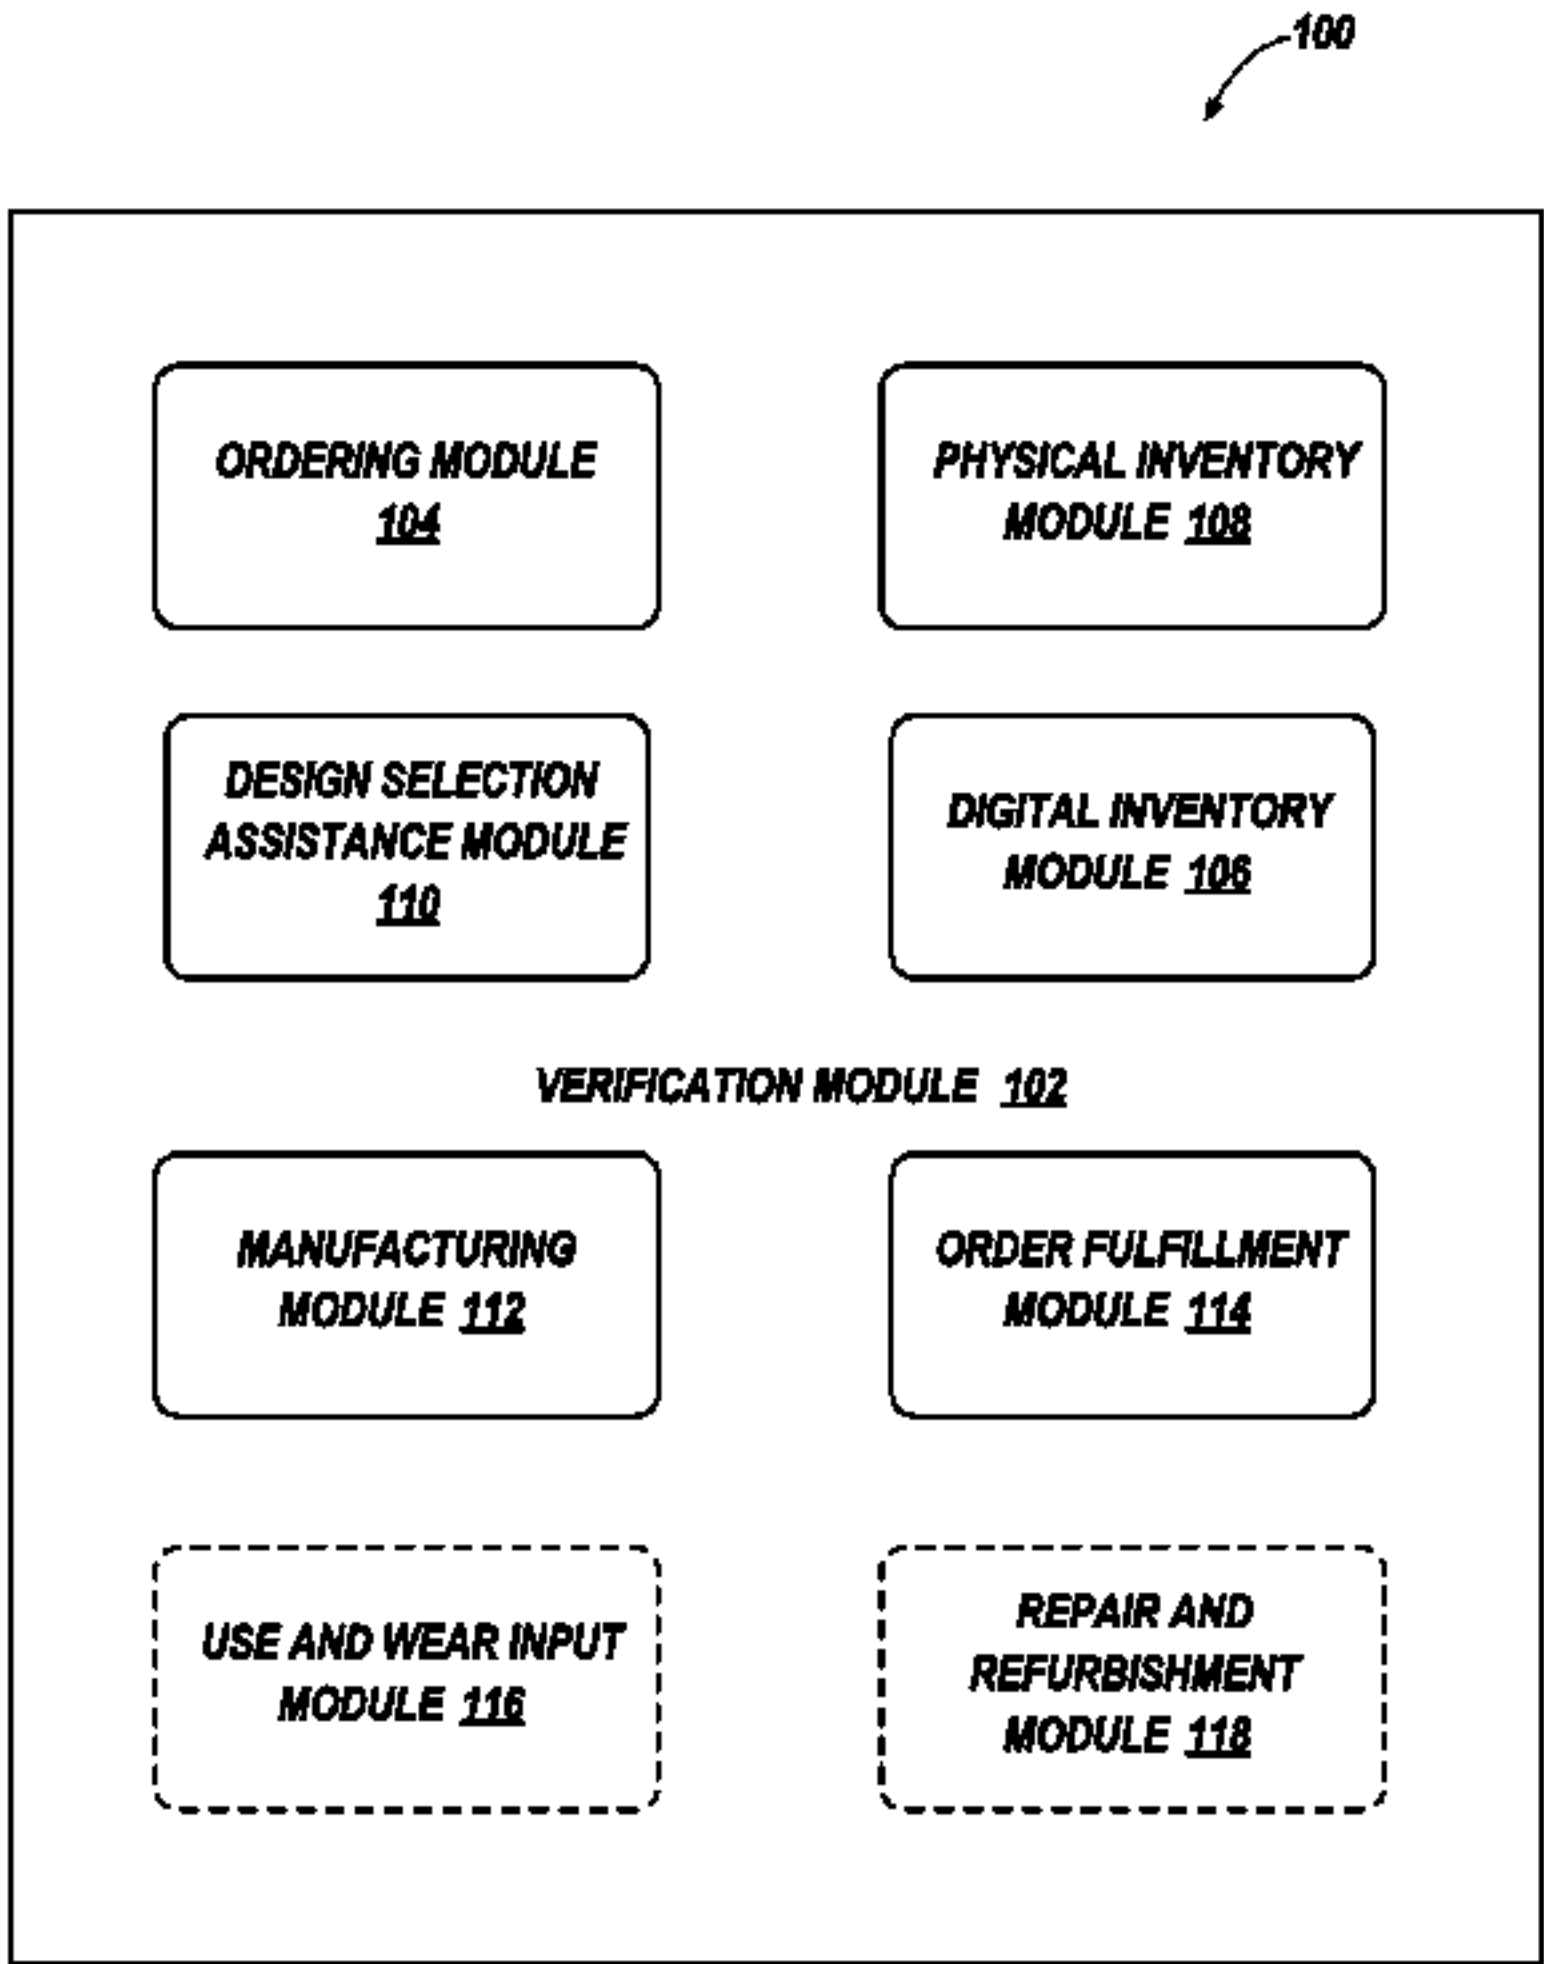 100
ORDERING MODULE
104
PHYSICAL INVENTORY
MODULE 108
DESIGN SELECTION
ASSISTANCE MODULE
110
DIGITAL INVENTORY
MODULE 106
VERIFICATION MODULE 102
MANUFACTURING
MODULE 112
ORDER FULFILLMENT
MODULE 114
USE AND WEAR INPUT
MODULE 116
REPAIR AND
REFURBISHMENT
MODULE 118